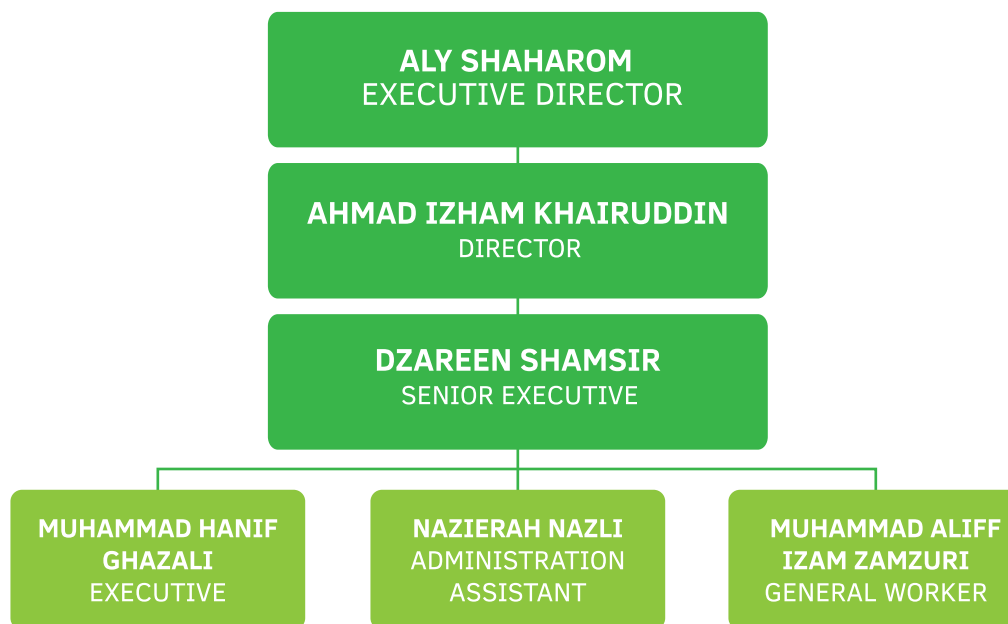 ALY SHAHAROM
EXECUTIVE DIRECTOR
AHMAD IZHAM KHAIRUDDIN
DIRECTOR
DZAREEN SHAMSIR
SENIOR EXECUTIVE
MUHAMMAD HANIF
GHAZALI
EXECUTIVE
NAZIERAH NAZLI
ADMINISTRATION
ASSISTANT
MUHAMMAD ALIFF
IZAM ZAMZURI
GENERAL WORKER